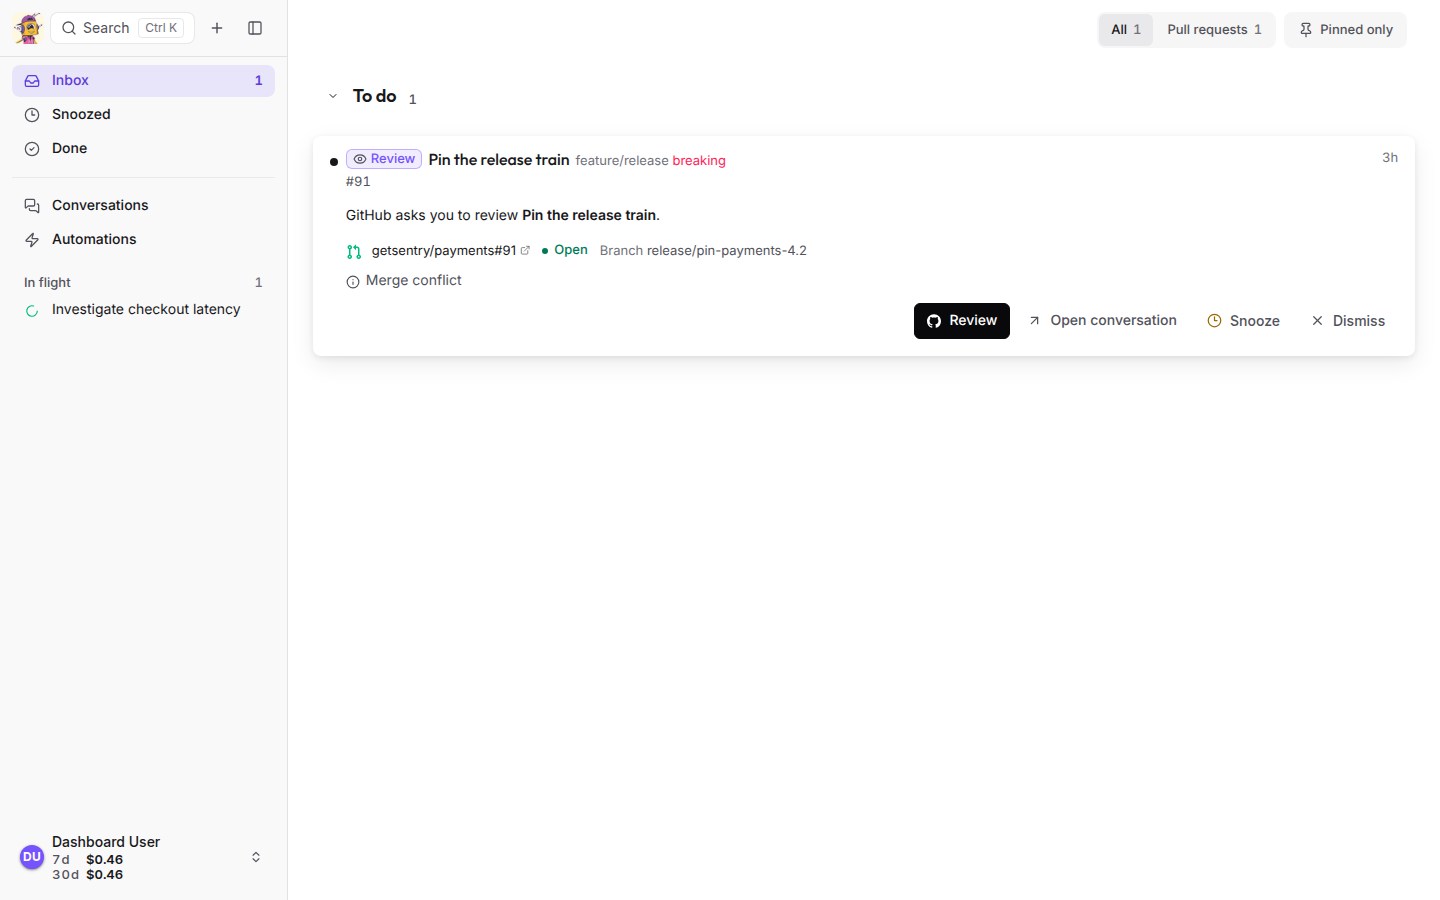 Search Ctrl K
Inbox 1
Snoozed
Done
Conversations
Automations
In flight 1
Investigate checkout latency
DU
Dashboard User
7d $0.46
30d $0.46
All 1 Pull requests 1 Pinned only
To do 1
Review Pin the release train feature/release breaking 3h
#91
GitHub asks you to review Pin the release train.
getsentry/payments#91 Open Branch release/pin-payments-4.2
Merge conflict
Review Open conversation Snooze Dismiss